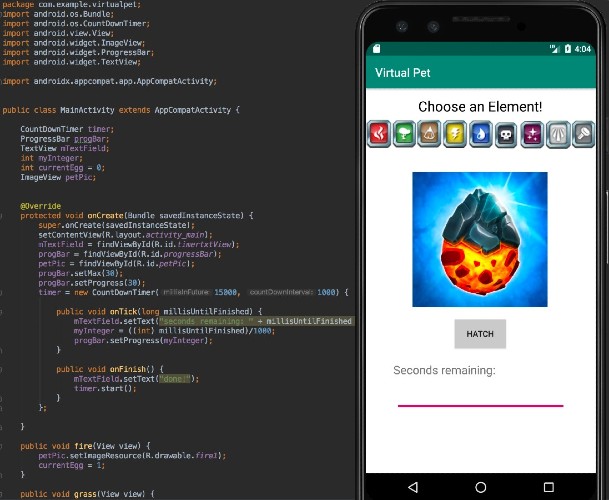 package com.example.virtualpet;
import android.os.Bundle;
import android.os.CountDownTimer;
import android.view.View;
import android.widget.ImageView;
import android.widget.ProgressBar;
import android.widget.TextView;
import androidx.appcompat.app.AppCompatActivity;
public class MainActivity extends AppCompatActivity {
CountDownTimer timer;
ProgressBar progBar;
TextView mTextField;
int myInteger;
int currentEgg = 0;
ImageView petPic;
@Override
protected void onCreate(Bundle savedInstanceState) {
super.onCreate(savedInstanceState);
setContentView(R.layout.activity_main);
mTextField = findViewById(R.id.timertxtView);
progBar = findViewById(R.id.progressBar);
petPic = findViewById(R.id.petPic);
progBar.setMax(30);
progBar.setProgress(30);
timer = new CountDownTimer( millisInFuture: 15000, countDownInterval: 1000) {
public void onTick(long millisUntilFinished) {
mTextField.setText("seconds remaining: " + millisUntilFinished
myInteger = ((int) millisUntilFinished)/1000;
progBar.setProgress(myInteger);
}
public void onFinish() {
mTextField.setText("done!");
timer.start();
}
};
}
public void fire(View view) {
petPic.setImageResource(R.drawable.fire1);
currentEgg = 1;
}
public void grass(View view) {
4:04
Virtual Pet
Choose an Element!
HATCH
Seconds remaining: